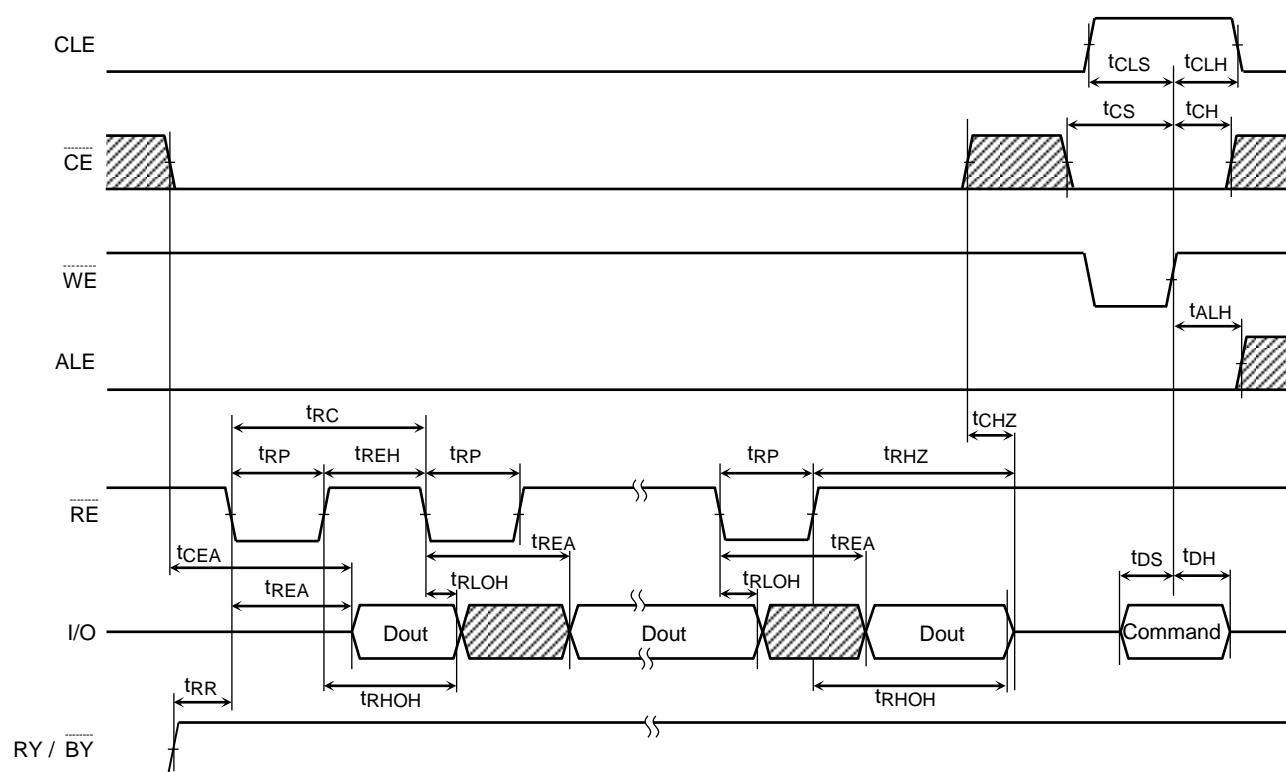 CLE
tCLS tCLH
tCS tCH
CE
WE
tALH
ALE
tRC
tCHZ
tRP tREH tRP tRP tRHZ
RE
tCEA tREA tREA
tREA tRLOH tRLOH tDS tDH
I/O Dout Dout Dout Command
tRR tRHOH tRHOH
RY / BY